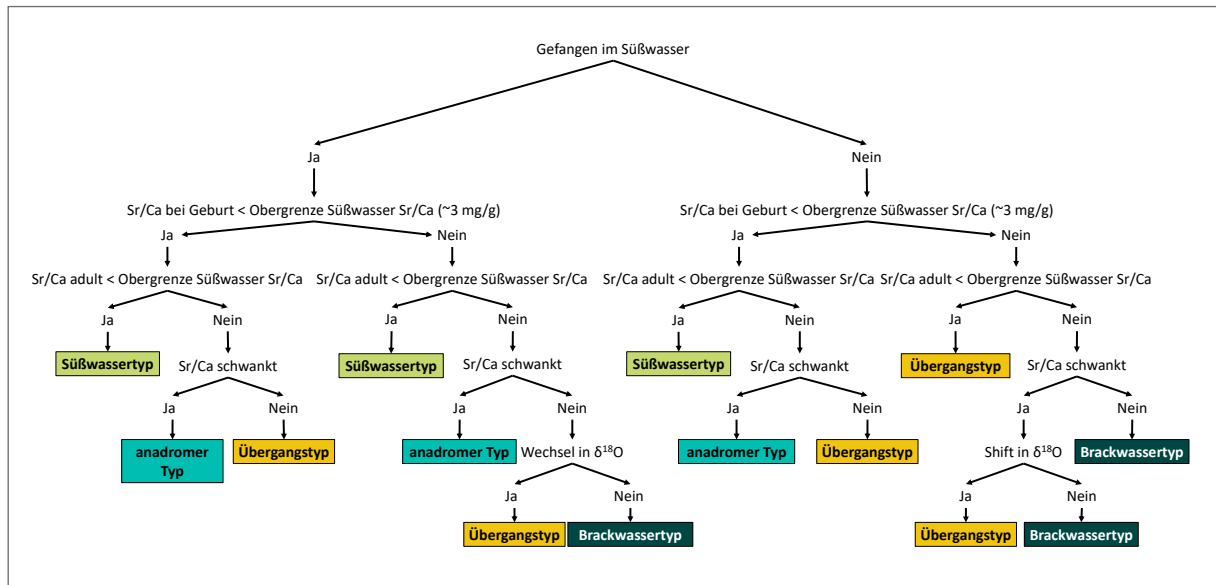 Gefangen im Süßwasser
Ja
Nein
Sr/Ca bei Geburt < Obergrenze Süßwasser Sr/Ca (~3 mg/g)
Sr/Ca bei Geburt < Obergrenze Süßwasser Sr/Ca (~3 mg/g)
Ja
Nein
Ja
Nein
Sr/Ca adult < Obergrenze Süßwasser Sr/Ca
Sr/Ca adult < Obergrenze Süßwasser Sr/Ca
Sr/Ca adult < Obergrenze Süßwasser Sr/Ca
Sr/Ca adult < Obergrenze Süßwasser Sr/Ca
Ja
Nein
Ja
Nein
Ja
Nein
Ja
Nein
Süßwassertyp
Sr/Ca schwankt
Süßwassertyp
Sr/Ca schwankt
Süßwassertyp
Sr/Ca schwankt
Übergangstyp
Sr/Ca schwankt
Ja
Nein
Ja
Nein
Ja
Nein
Ja
Nein
anadromer
Typ
Übergangstyp
anadromer Typ
Wechsel in δ¹⁸O
anadromer Typ
Übergangstyp
Shift in δ¹⁸O
Brackwassertyp
Ja
Nein
Ja
Nein
Übergangstyp
Brackwassertyp
Übergangstyp
Brackwassertyp